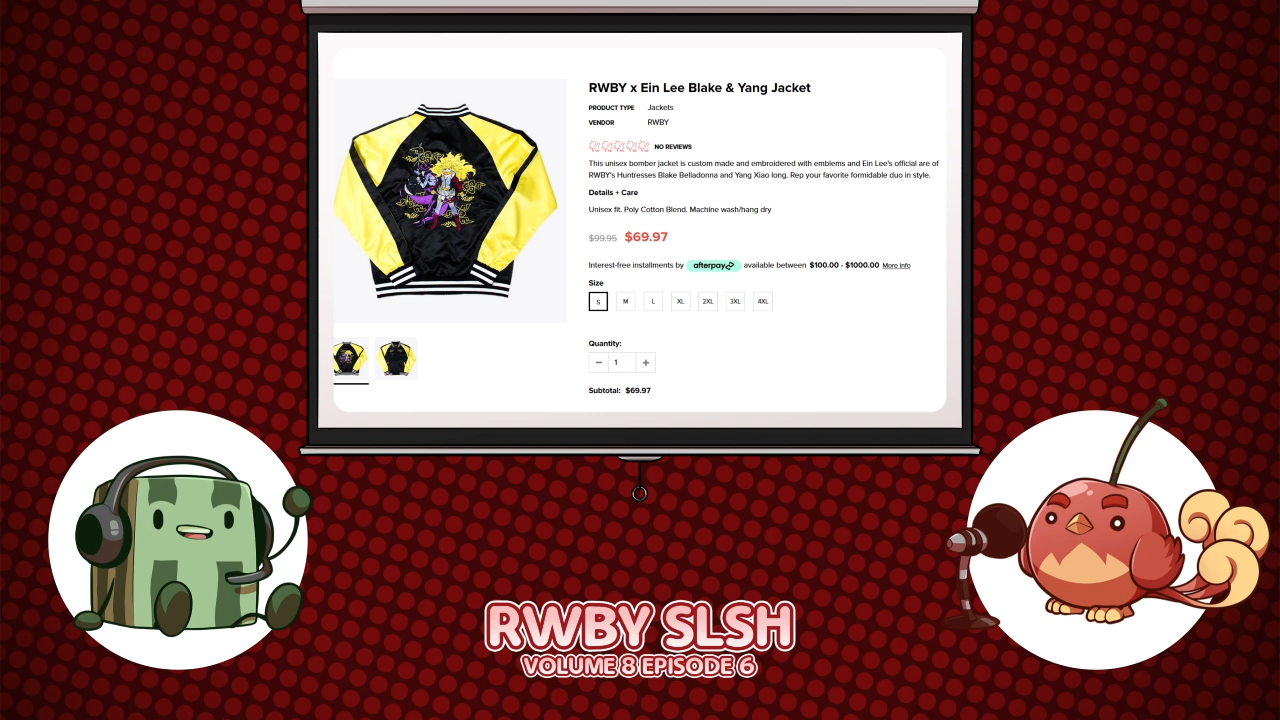 RWBY x Ein Lee Blake & Yang Jacket
PRODUCT TYPE Jackets
VENDOR RWBY
NO REVIEWS
This unisex bomber jacket is custom made and embroidered with emblems and Ein Lee's official are of
RWBY's Huntresses Blake Belladonna and Yang Xiao long. Rep your favorite formidable duo in style.
Details + Care
Unisex fit. Poly Cotton Blend. Machine wash/hang dry
$99.95 $69.97
Interest-free installments by afterpay available between $100.00 - $1000.00 More info
Size
S M L XL 2XL 3XL 4XL
Quantity:
− 1 +
Subtotal: $69.97
RWBY SLSH
VOLUME 8 EPISODE 6